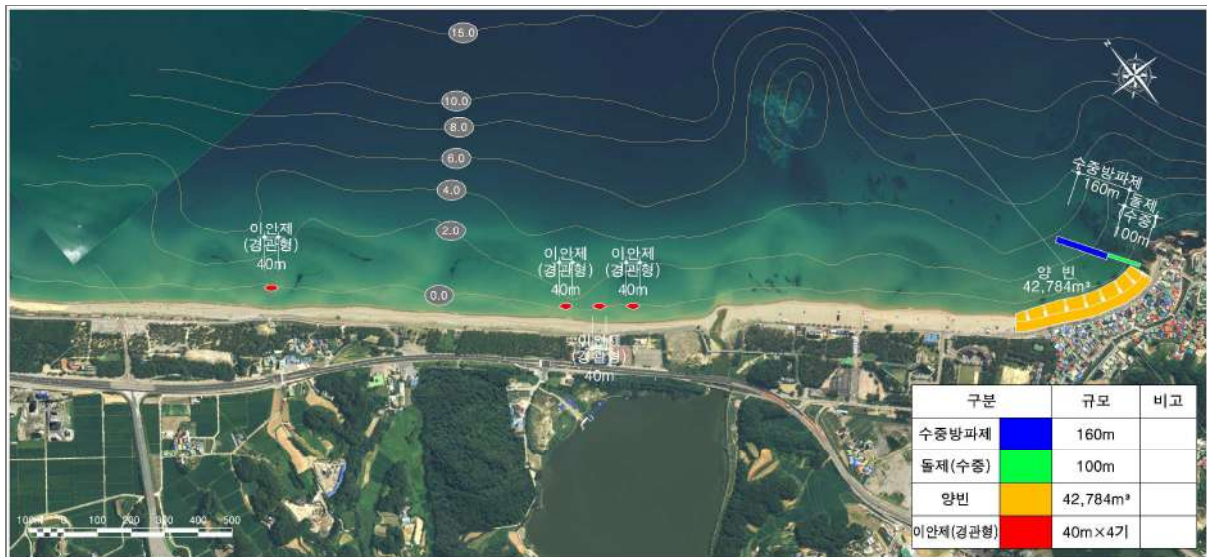 15.0
10.0
8.0
6.0
4.0
2.0
0.0
N
수중방파제
160m
돌제
(수중)
100m
이안제
(경관형)
40m
이안제
(경관형)
40m
이안제
(경관형)
40m
이안제
(경관형)
40m
양 빈
42,784m³
구분 규모 비고
수중방파제 160m
돌제(수중) 100m
양빈 42,784m³
이안제(경관형) 40m×4기
100 0 100 200 300 400 500